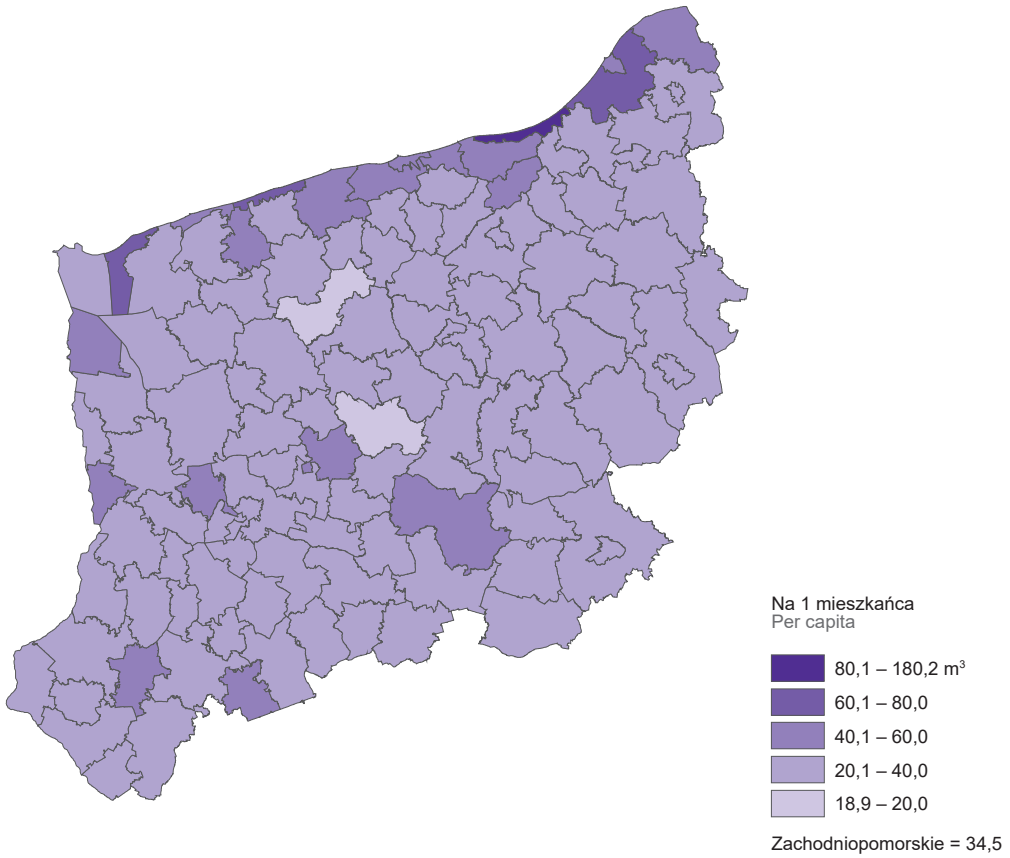 Na 1 mieszkańca
Per capita
80,1 – 180,2 m³
60,1 – 80,0
40,1 – 60,0
20,1 – 40,0
18,9 – 20,0
Zachodniopomorskie = 34,5